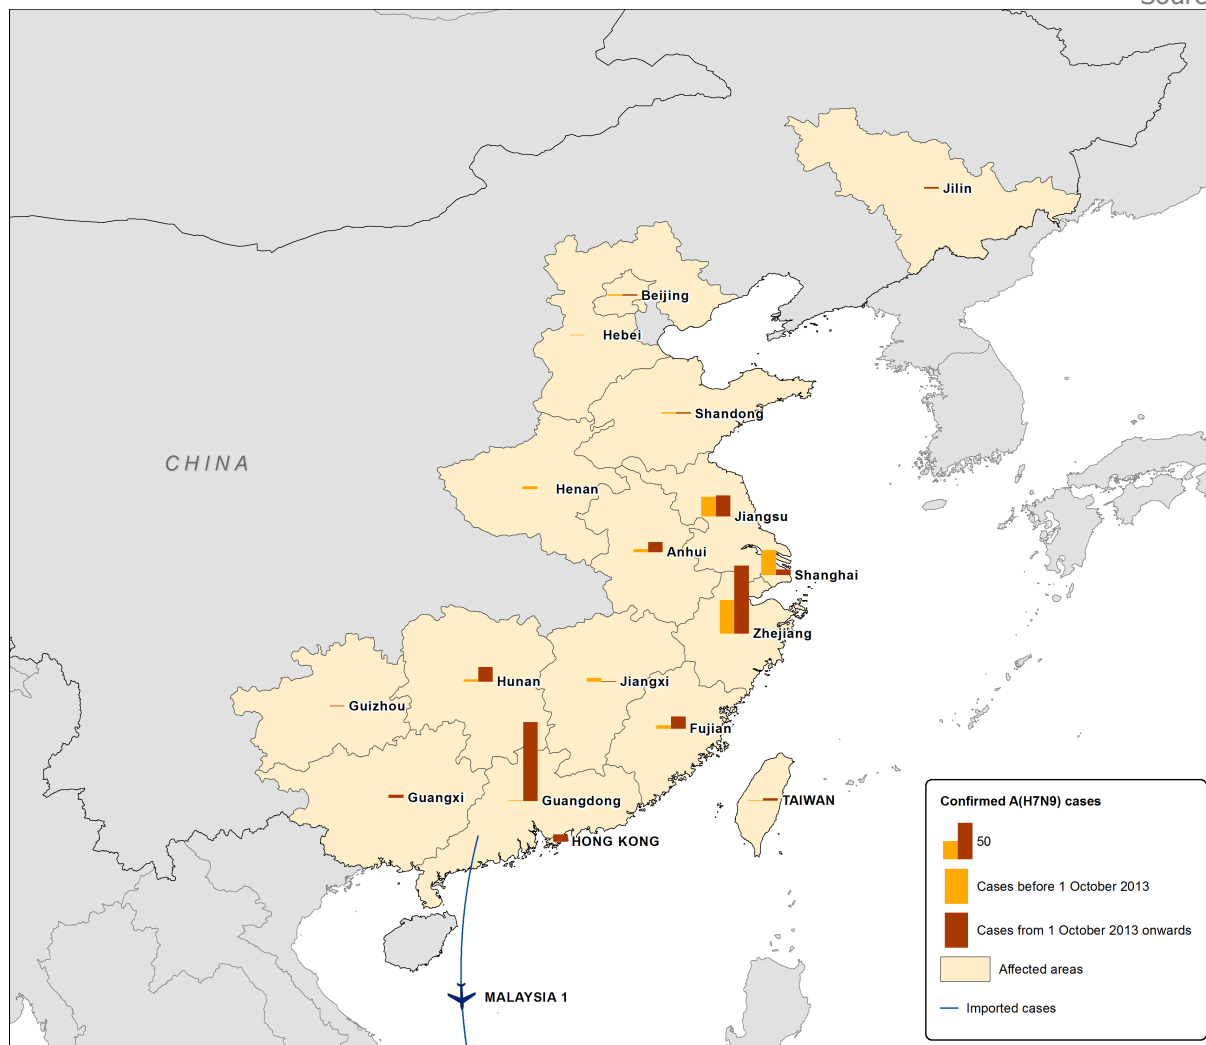 Jilin
Beijing
Hebei
Shandong
CHINA
Henan
Jiangsu
Anhui
Shanghai
Zhejiang
Hunan
Jiangxi
Guizhou
Fujian
Guangxi
Guangdong
TAIWAN
HONG KONG
MALAYSIA 1
Confirmed A(H7N9) cases
50
Cases before 1 October 2013
Cases from 1 October 2013 onwards
Affected areas
Imported cases